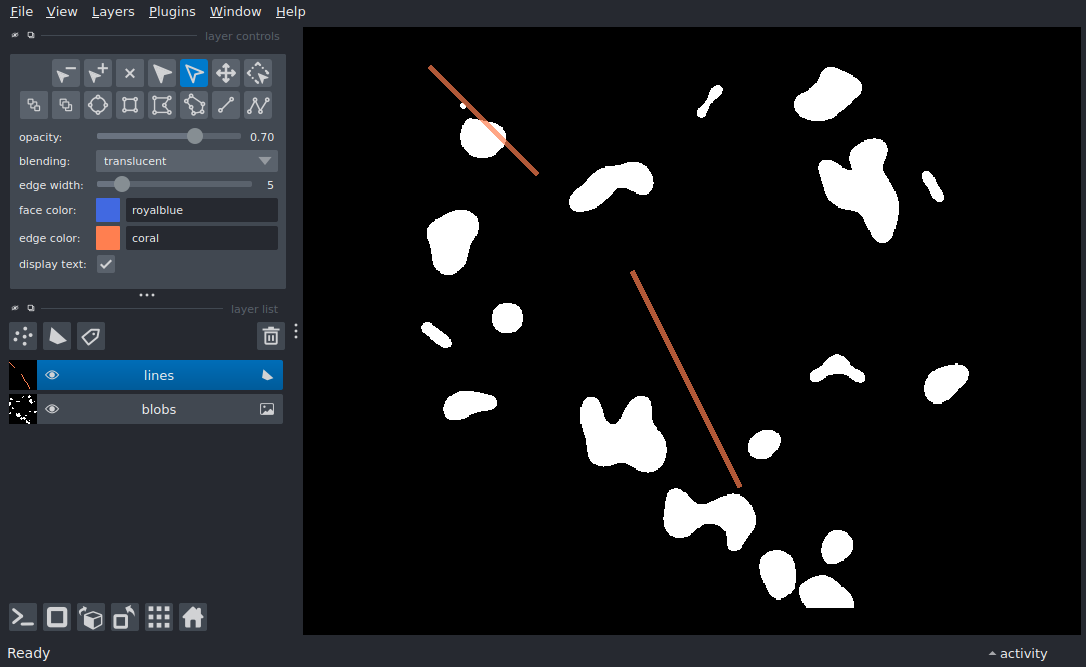 File View Layers Plugins Window Help
layer controls
opacity: 0.70
blending: translucent
edge width: 5
face color: royalblue
edge color: coral
display text:
layer list
lines
blobs
Ready
activity